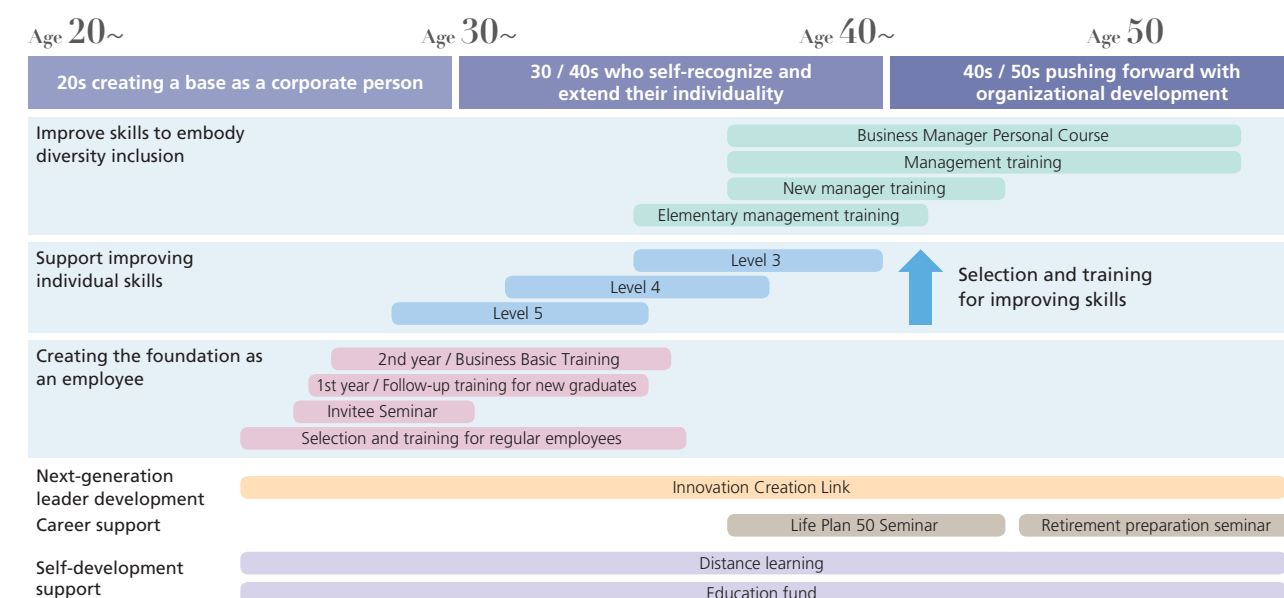 Age 20~ Age 30~ Age 40~ Age 50
20s creating a base as a corporate person
30 / 40s who self-recognize and
extend their individuality
40s / 50s pushing forward with
organizational development
Improve skills to embody
diversity inclusion
Business Manager Personal Course
Management training
New manager training
Elementary management training
Support improving
individual skills
Level 3
Level 4
Level 5
Selection and training
for improving skills
Creating the foundation as
an employee
2nd year / Business Basic Training
1st year / Follow-up training for new graduates
Invitee Seminar
Selection and training for regular employees
Next-generation
leader development
Innovation Creation Link
Career support
Life Plan 50 Seminar
Retirement preparation seminar
Self-development
support
Distance learning
Education fund